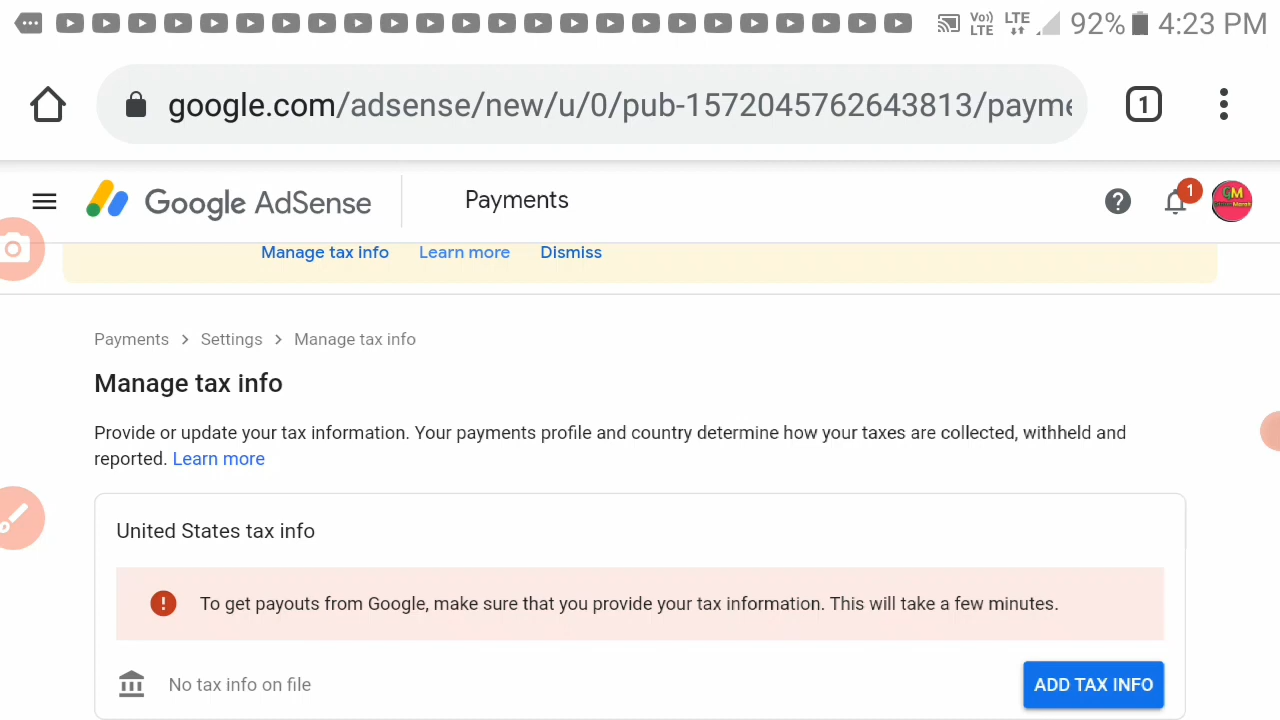 Vo)) LTE LTE 92% 4:23 PM
google.com/adsense/new/u/0/pub-1572045762643813/payme
1
Google AdSense Payments 1
GM
Manage tax info Learn more Dismiss
Payments > Settings > Manage tax info
Manage tax info
Provide or update your tax information. Your payments profile and country determine how your taxes are collected, withheld and
reported. Learn more
United States tax info
To get payouts from Google, make sure that you provide your tax information. This will take a few minutes.
No tax info on file ADD TAX INFO